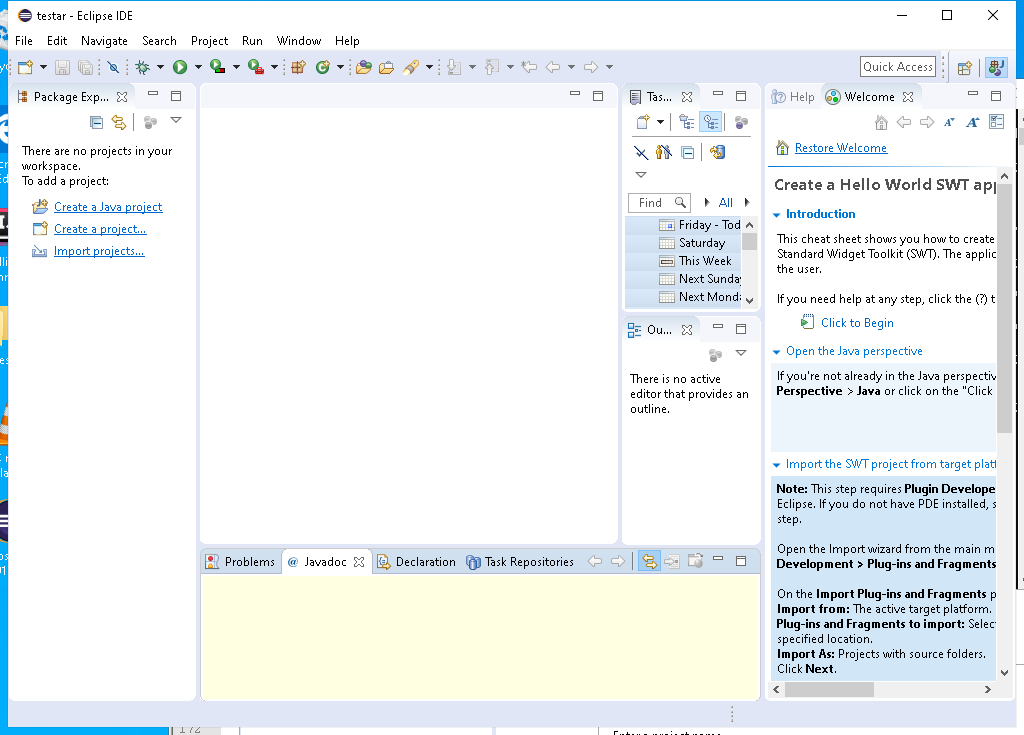 testar - Eclipse IDE
File Edit Navigate Search Project Run Window Help
Quick Access
Package Exp...
There are no projects in your
workspace.
To add a project:
Create a Java project
Create a project...
Import projects...
Tas...
Find
All
Friday - Tod
Saturday
This Week
Next Sunda
Next Monda
Ou...
There is no active
editor that provides an
outline.
Help Welcome
Restore Welcome
Create a Hello World SWT app
Introduction
This cheat sheet shows you how to create
Standard Widget Toolkit (SWT). The applic
the user.
If you need help at any step, click the (?) t
Click to Begin
Open the Java perspective
If you're not already in the Java perspectiv
Perspective > Java or click on the "Click
Import the SWT project from target platf
Note: This step requires Plugin Develope
Eclipse. If you do not have PDE installed, s
step.
Open the Import wizard from the main m
Development > Plug-ins and Fragments
On the Import Plug-ins and Fragments p
Import from: The active target platform.
Plug-ins and Fragments to import: Selec
specified location.
Import As: Projects with source folders.
Click Next.
Problems @ Javadoc Declaration Task Repositories
172
Enter a project name